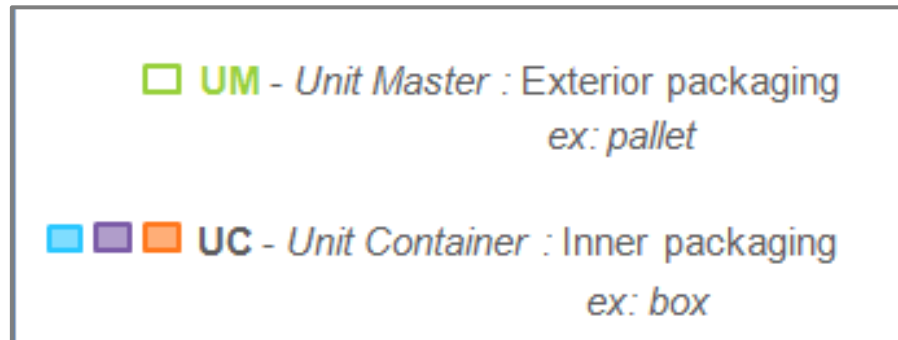 UM - Unit Master : Exterior packaging
ex: pallet
UC - Unit Container : Inner packaging
ex: box